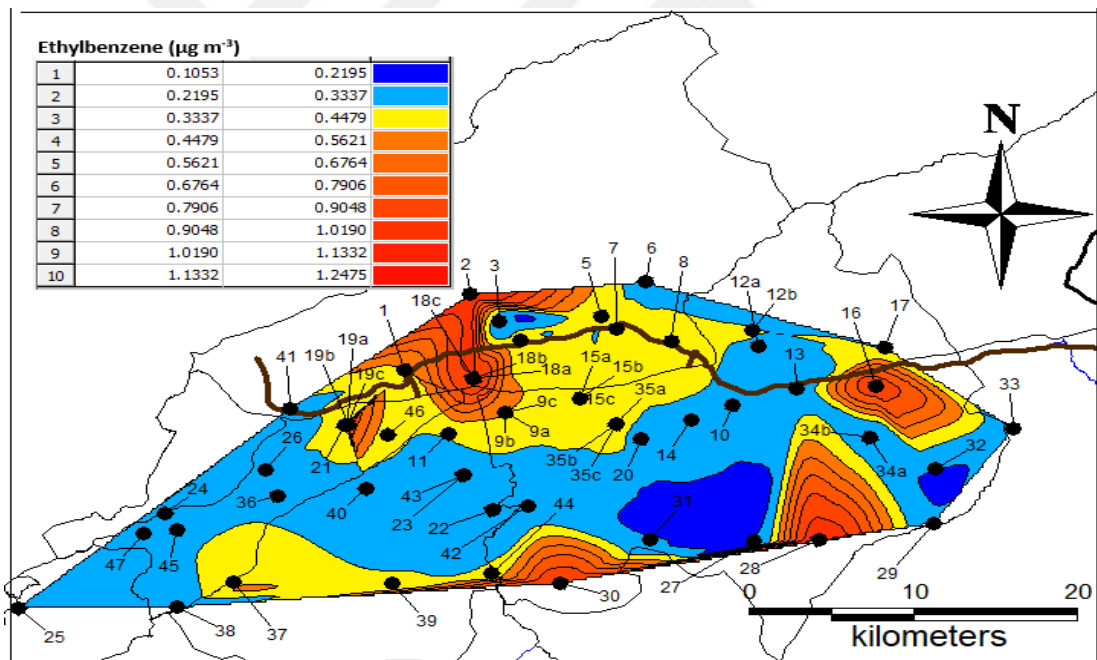 Ethylbenzene (µg m⁻³)
1 0.1053 0.2195
2 0.2195 0.3337
3 0.3337 0.4479
4 0.4479 0.5621
5 0.5621 0.6764
6 0.6764 0.7906
7 0.7906 0.9048
8 0.9048 1.0190
9 1.0190 1.1332
10 1.1332 1.2475
N
2 3 5 7 6 8
18c 12a
12b
1 16 17
19a
19b 18b 15a 13
41 19c 18a 15b
46 15c 35a 33
9c
26 9a 34b
21 11 9b 10 32
35b 14
24 36 43 35c 20 34a
40 23 22 44 31
47 45 42
27 28 29
30
25 38 37 39
0 10 20
kilometers